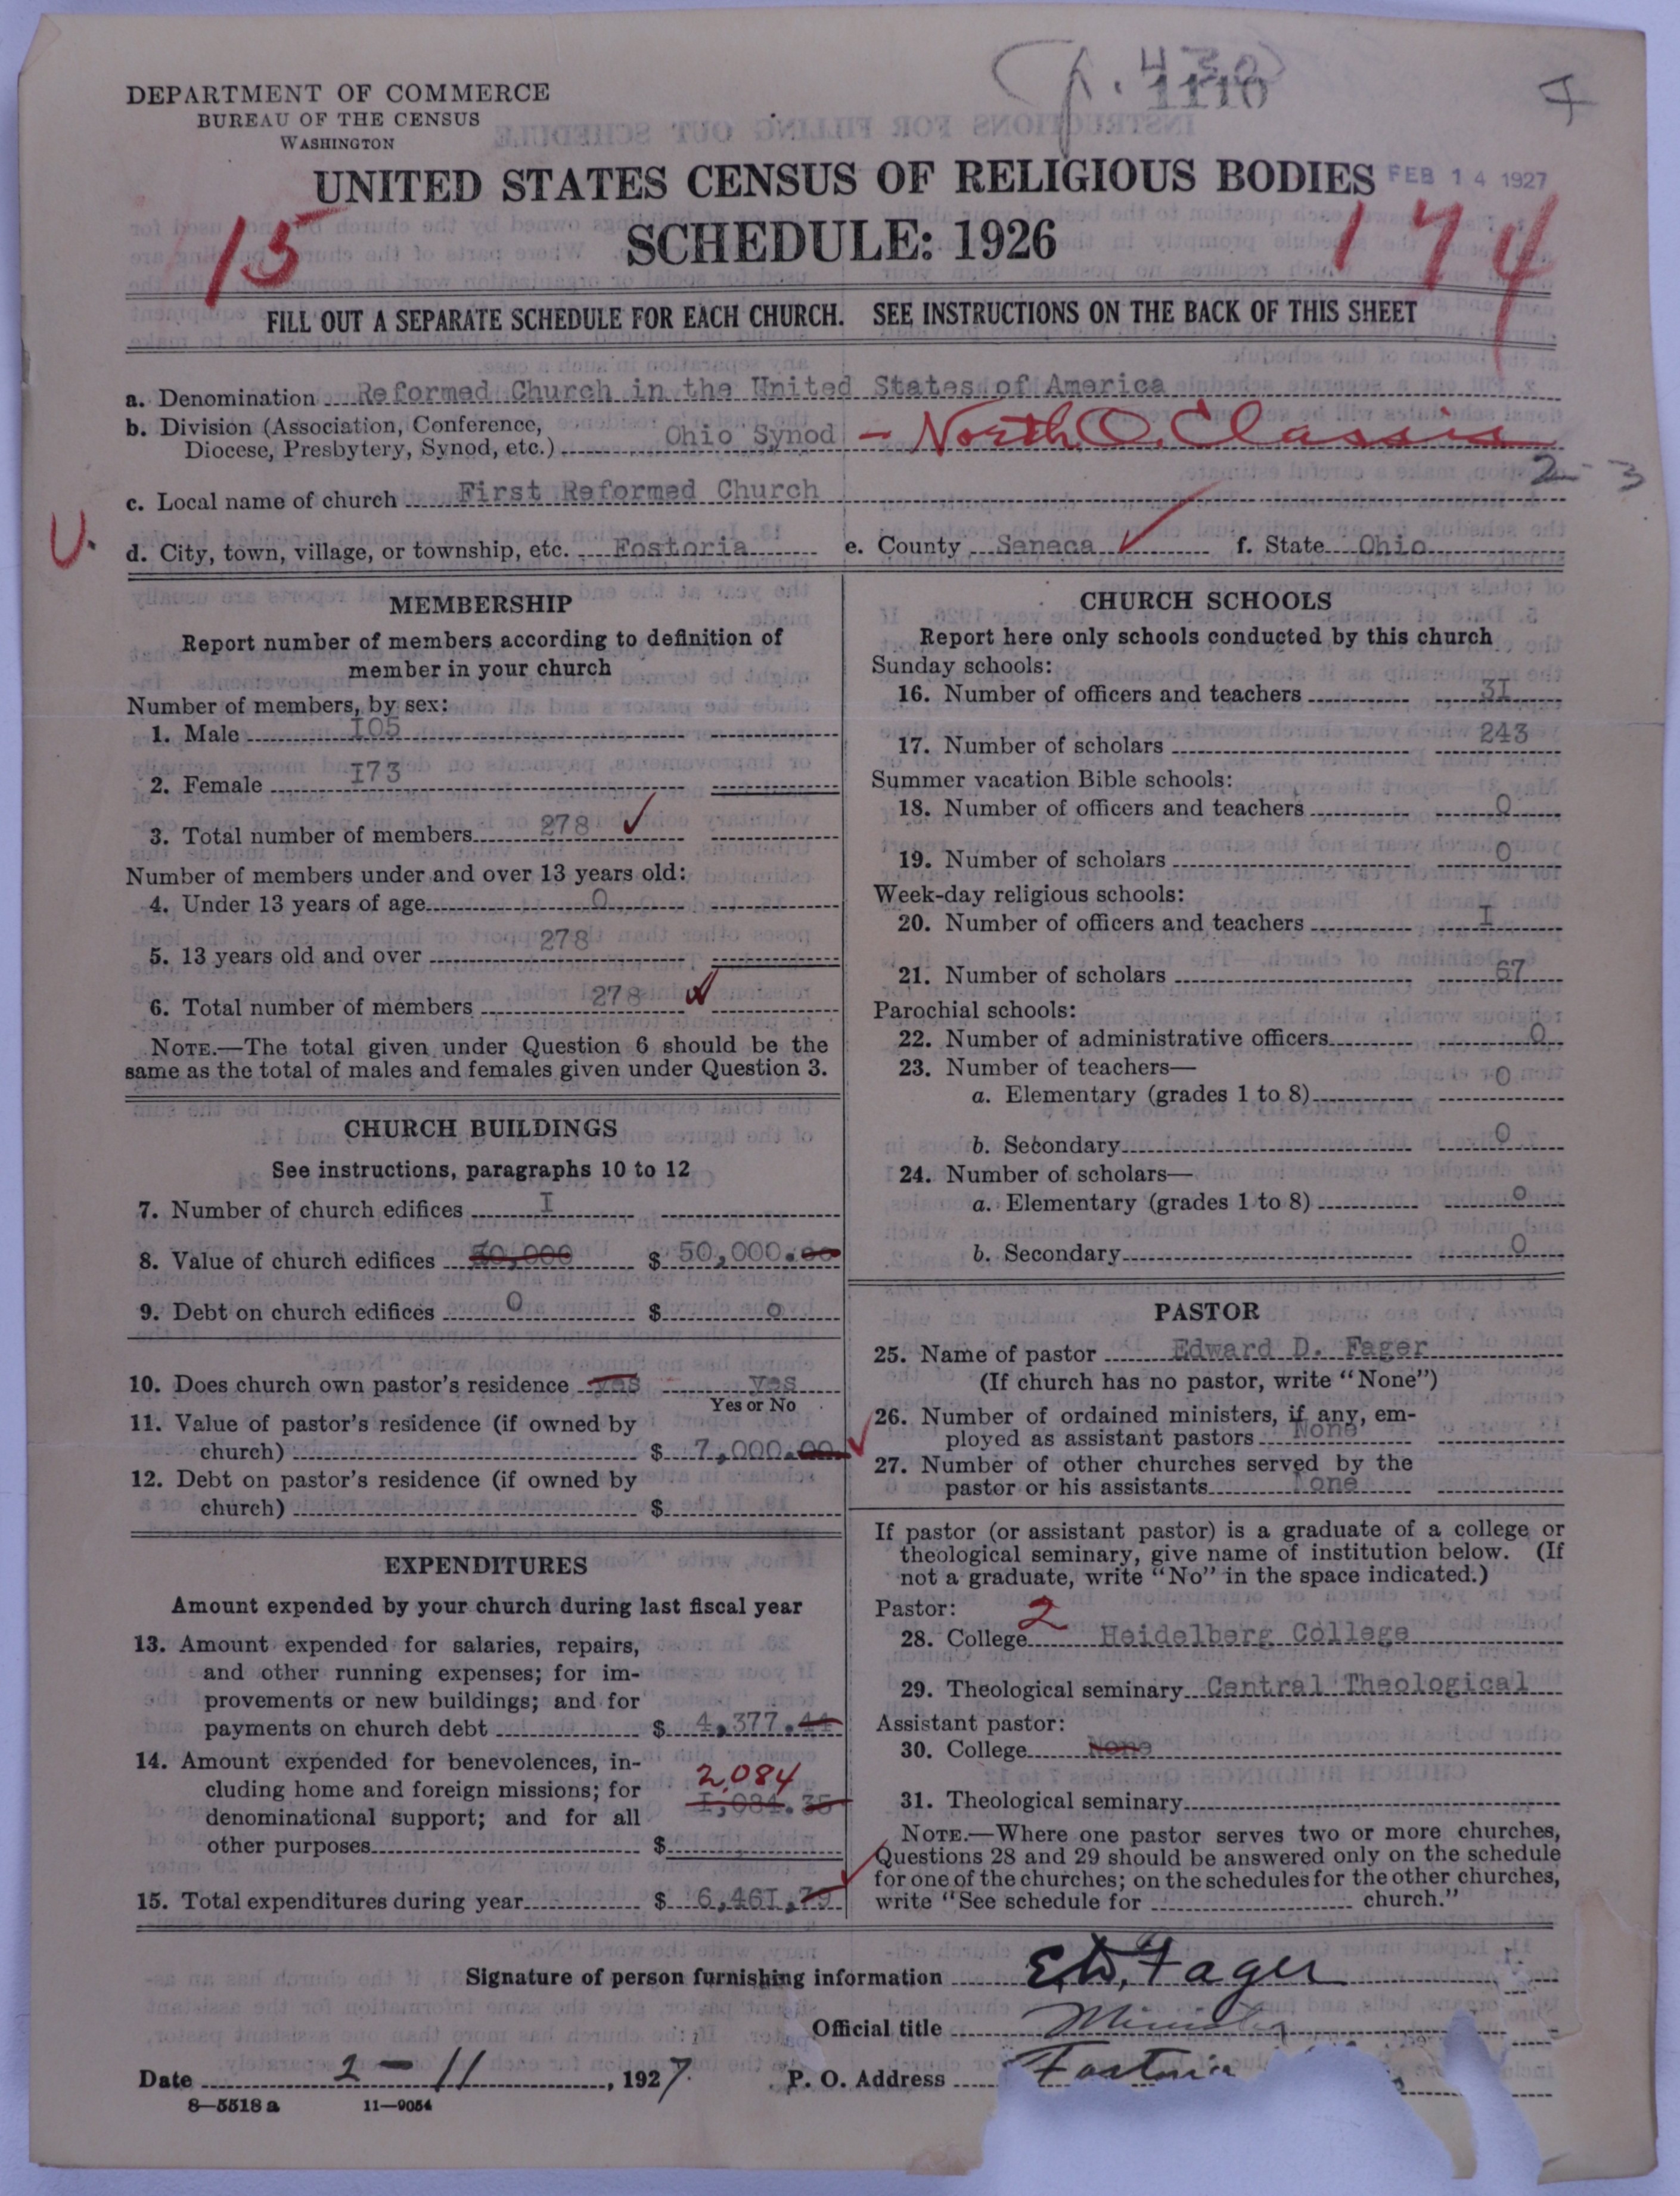 p. 430
1110
DEPARTMENT OF COMMERCE
BUREAU OF THE CENSUS
WASHINGTON
UNITED STATES CENSUS OF RELIGIOUS BODIES
FEB 14 1927
SCHEDULE: 1926
15
174
FILL OUT A SEPARATE SCHEDULE FOR EACH CHURCH. SEE INSTRUCTIONS ON THE BACK OF THIS SHEET
a. Denomination Reformed Church in the United States of America
b. Division (Association, Conference,
Diocese, Presbytery, Synod, etc.) Ohio Synod – North O. Classis
2-3
c. Local name of church First Reformed Church
U.
d. City, town, village, or township, etc. Fostoria e. County Seneca f. State Ohio
MEMBERSHIP
Report number of members according to definition of
member in your church
Number of members, by sex:
1. Male I05
2. Female I73
3. Total number of members 278 ✓
Number of members under and over 13 years old:
4. Under 13 years of age 0
5. 13 years old and over 278
6. Total number of members 278 ✓
NOTE.—The total given under Question 6 should be the
same as the total of males and females given under Question 3.
CHURCH BUILDINGS
See instructions, paragraphs 10 to 12
7. Number of church edifices I
8. Value of church edifices 50,000 $ 50,000.00
9. Debt on church edifices 0 $ 0
10. Does church own pastor's residence yes yes
Yes or No
11. Value of pastor's residence (if owned by
church) $ 7,000.00 ✓
12. Debt on pastor's residence (if owned by
church) $
EXPENDITURES
Amount expended by your church during last fiscal year
13. Amount expended for salaries, repairs,
and other running expenses; for im-
provements or new buildings; and for
payments on church debt $ 4,377.44
14. Amount expended for benevolences, in-
cluding home and foreign missions; for
2,084
denominational support; and for all
I,084.35
other purposes $
15. Total expenditures during year $ 6,46I.79 ✓
CHURCH SCHOOLS
Report here only schools conducted by this church
Sunday schools:
16. Number of officers and teachers 3I
17. Number of scholars 243
Summer vacation Bible schools:
18. Number of officers and teachers 0
19. Number of scholars 0
Week-day religious schools:
20. Number of officers and teachers I
21. Number of scholars 67
Parochial schools:
22. Number of administrative officers 0
23. Number of teachers—
a. Elementary (grades 1 to 8) 0
b. Secondary 0
24. Number of scholars—
a. Elementary (grades 1 to 8) 0
b. Secondary 0
PASTOR
25. Name of pastor Edward D. Fager
(If church has no pastor, write "None")
26. Number of ordained ministers, if any, em-
ployed as assistant pastors None
27. Number of other churches served by the
pastor or his assistants None
If pastor (or assistant pastor) is a graduate of a college or
theological seminary, give name of institution below. (If
not a graduate, write "No" in the space indicated.)
Pastor:
28. College 2 Heidelberg College
29. Theological seminary Central Theological
Assistant pastor:
30. College None
31. Theological seminary
NOTE.—Where one pastor serves two or more churches,
Questions 28 and 29 should be answered only on the schedule
for one of the churches; on the schedules for the other churches,
write "See schedule for church."
Signature of person furnishing information E. D. Fager
Official title Minister
Date 2-11, 1927. P. O. Address Fostoria
8—5518 a 11—9054